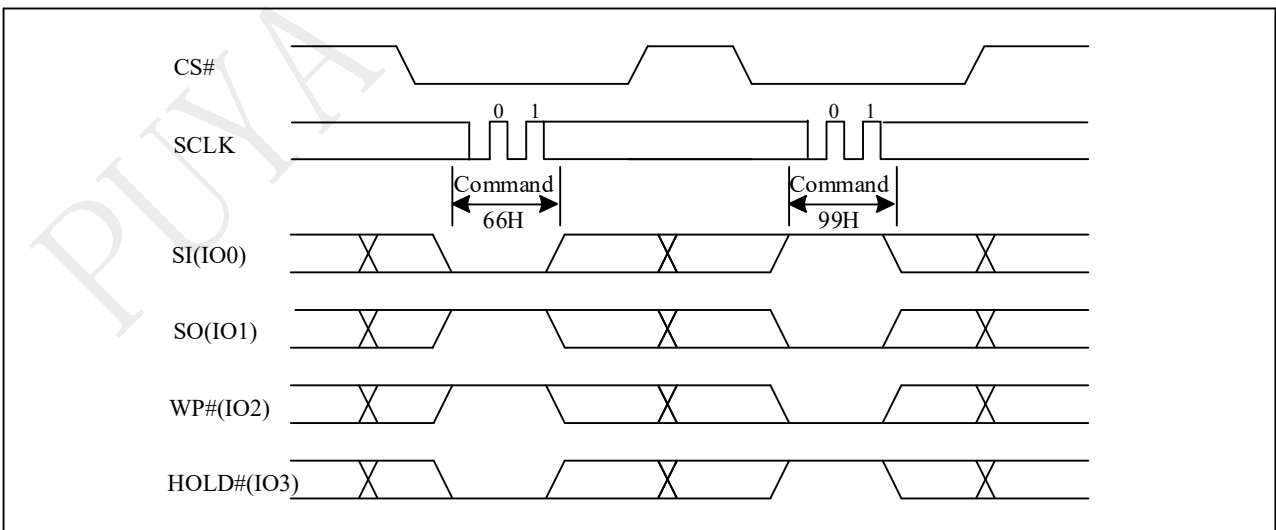 PUYA
CS#
0 1 0 1
SCLK
Command Command
66H 99H
SI(IO0)
SO(IO1)
WP#(IO2)
HOLD#(IO3)